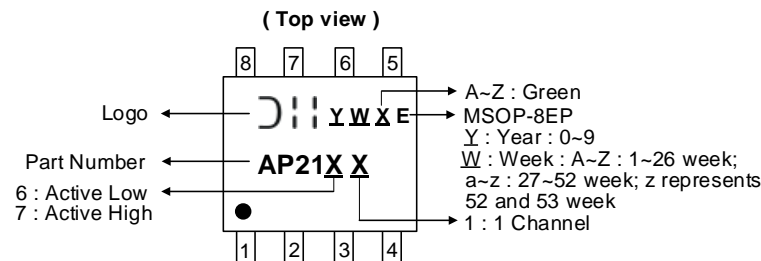 ( Top view )
8 7 6 5
A~Z : Green
Logo
Y W X E
MSOP-8EP
Y : Year : 0~9
Part Number
AP21X X
W : Week : A~Z : 1~26 week;
a~z : 27~52 week; z represents
52 and 53 week
6 : Active Low
7 : Active High
1 : 1 Channel
1 2 3 4